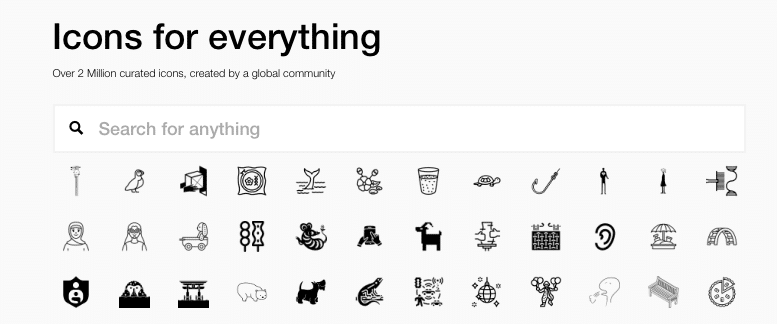 Icons for everything
Over 2 Million curated icons, created by a global community
Search for anything